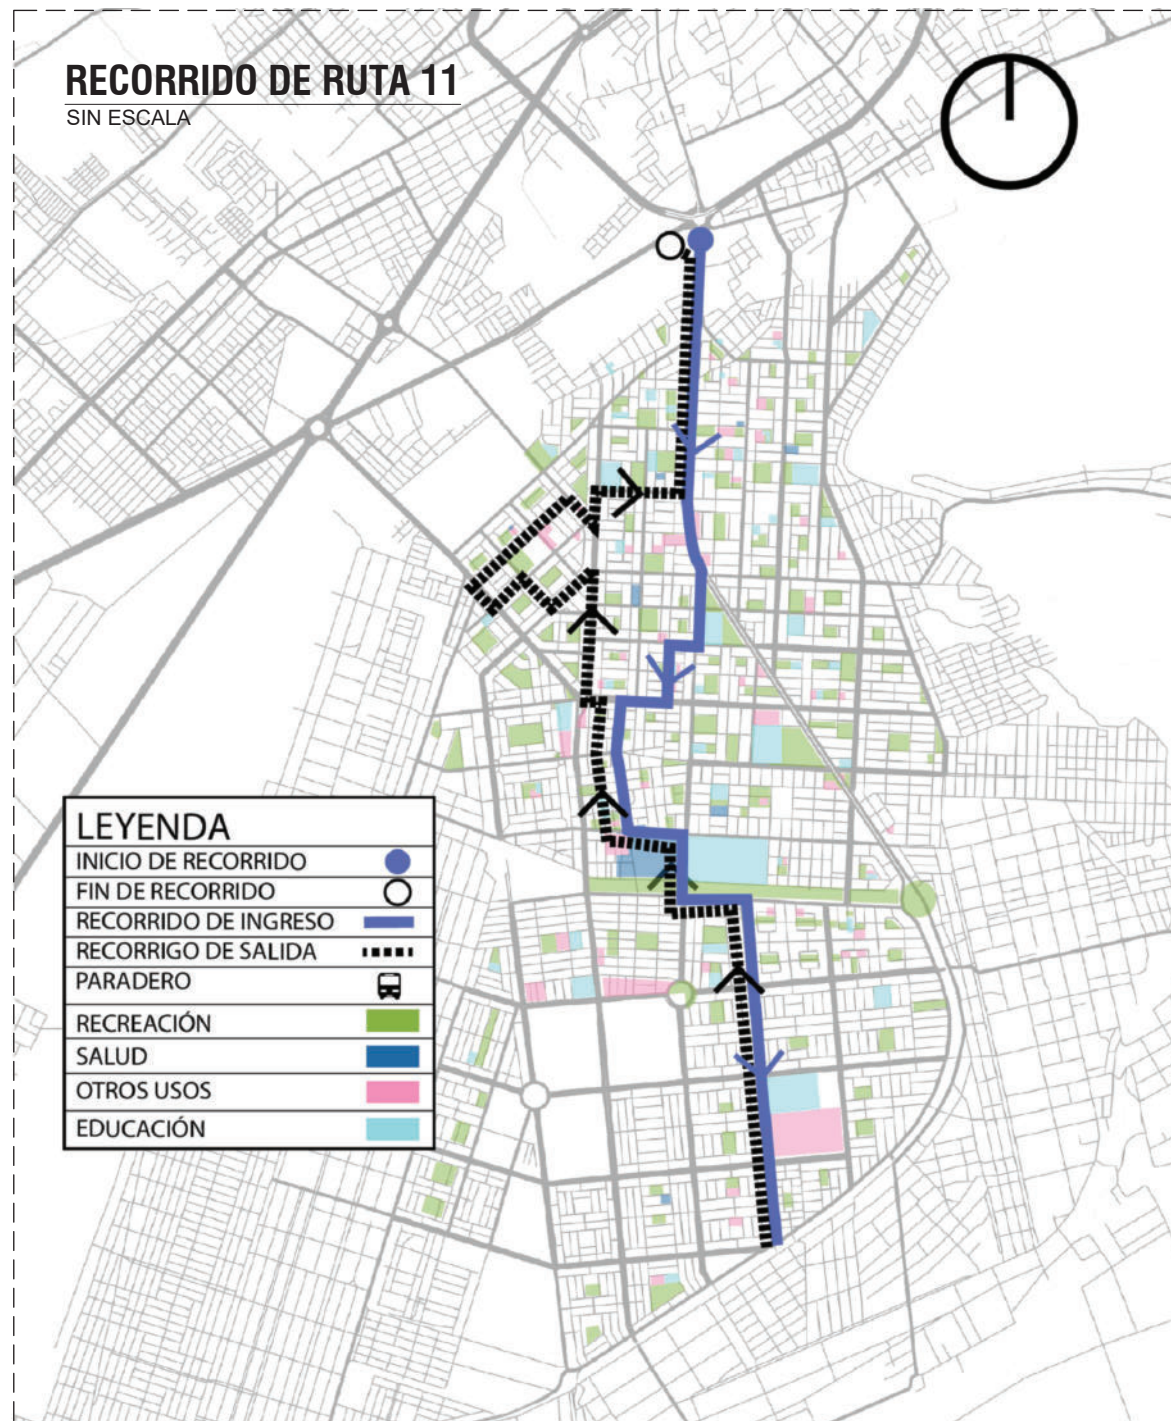 RECORRIDO DE RUTA 11
SIN ESCALA
LEYENDA
INICIO DE RECORRIDO
FIN DE RECORRIDO
RECORRIDO DE INGRESO
RECORRIGO DE SALIDA
PARADERO
RECREACIÓN
SALUD
OTROS USOS
EDUCACIÓN